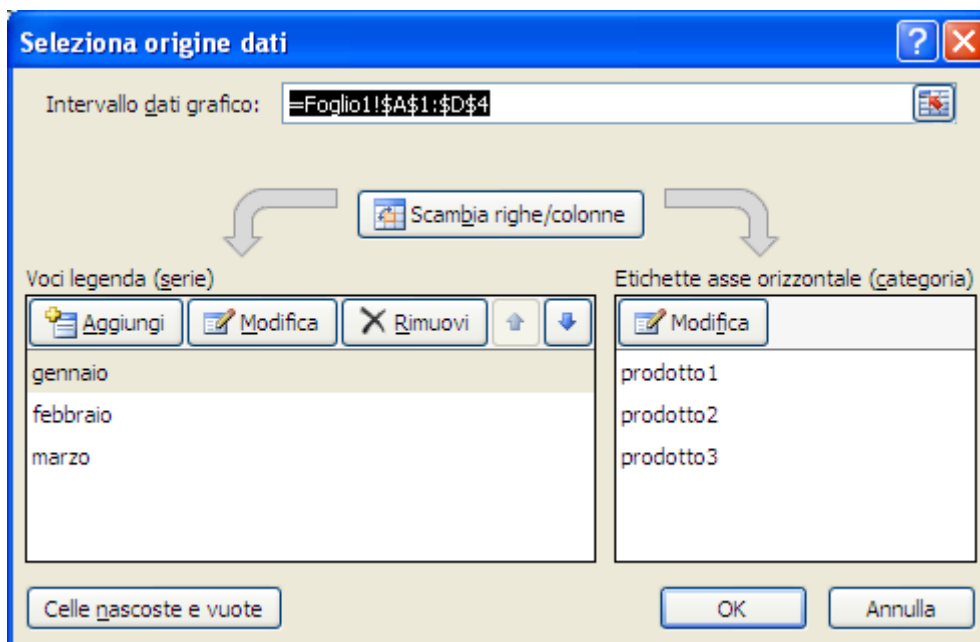 Seleziona origine dati
Intervallo dati grafico: =Foglio1!$A$1:$D$4
Scambia righe/colonne
Voci legenda (serie)
Etichette asse orizzontale (categoria)
Aggiungi Modifica Rimuovi
Modifica
gennaio
febbraio
marzo
prodotto1
prodotto2
prodotto3
Celle nascoste e vuote
OK
Annulla